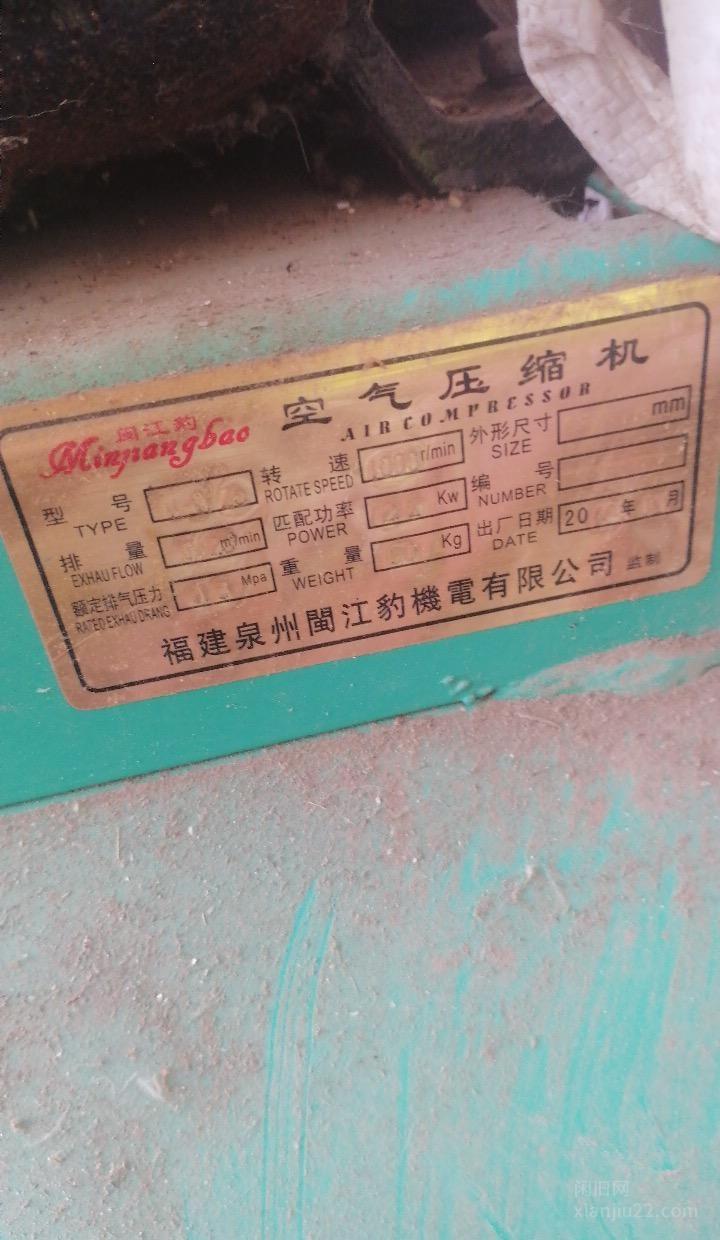 空气压缩机
AIR COMPRESSOR
闽江豹
Minjiangbao
型号 TYPE
转速 ROTATE SPEED 1000 r/min
外形尺寸 SIZE mm
排量 EXHAU FLOW m³/min
匹配功率 POWER Kw
编号 NUMBER
额定排气压力 RATED EXHAU DRANG Mpa
重量 WEIGHT Kg
出厂日期 DATE 20 年 月
福建泉州閩江豹機電有限公司 监制
闲旧网
xianjiu22.com